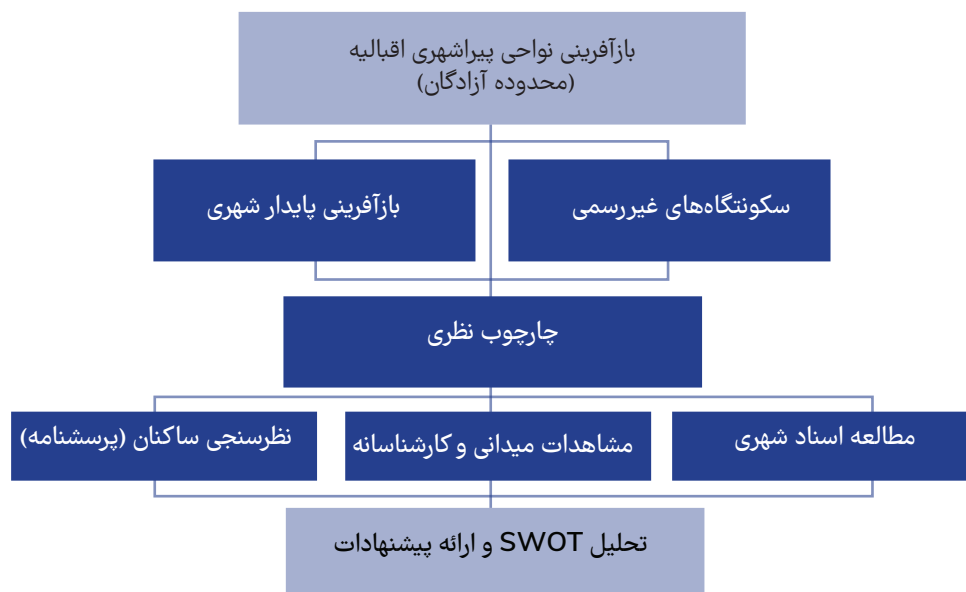 بازآفرینی نواحی پیراشهری اقبالیه
(محدوده آزادگان)
سکونتگاه‌های غیررسمی
بازآفرینی پایدار شهری
چارچوب نظری
مطالعه اسناد شهری
مشاهدات میدانی و کارشناسانه
نظرسنجی ساکنان (پرسشنامه)
تحلیل SWOT و ارائه پیشنهادات